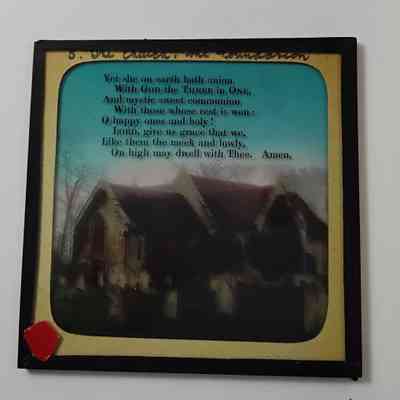 Yet she on earth hath union
With GOD the THREE in ONE,
And mystic sweet communion
With those whose rest is won:
O happy ones and holy!
LORD, give us grace that we,
Like them the meek and lowly,
On high may dwell with Thee. Amen.